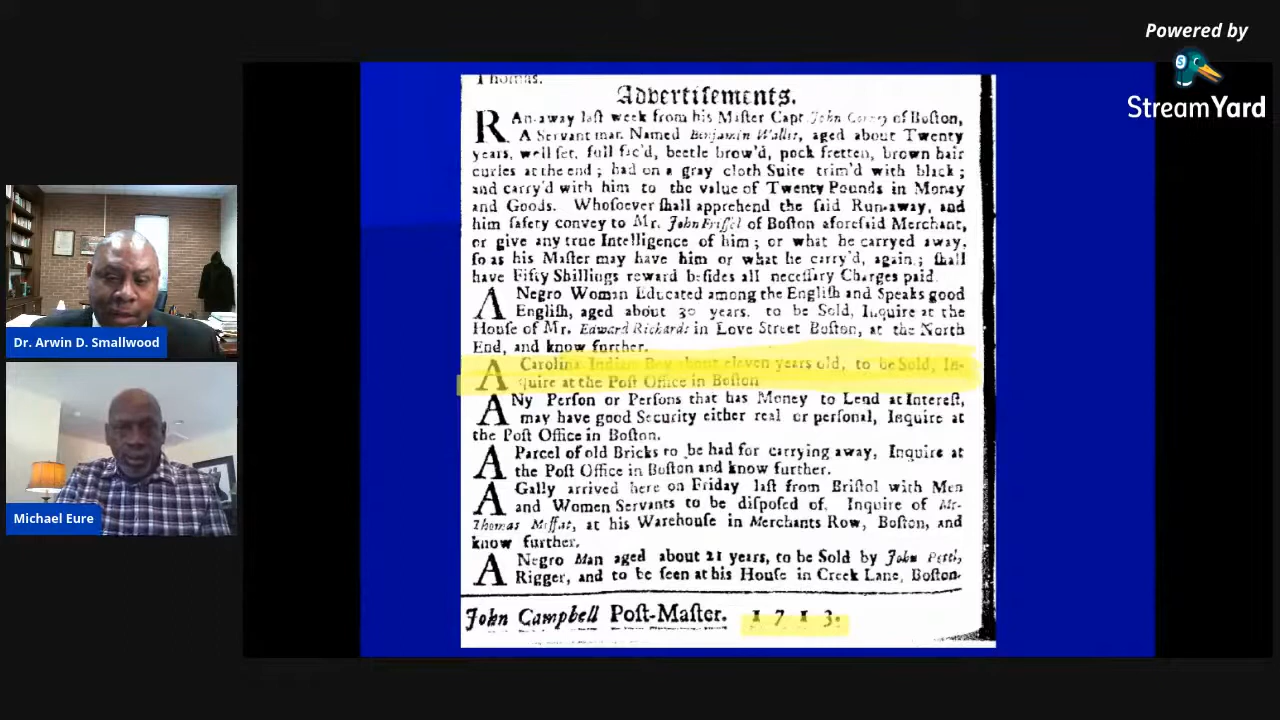 Powered by
StreamYard
Thomas.
Advertiſements.
RAn-away laſt week from his Maſter Capt John of Boſton,
A Servant man Named Benjamin Wallis, aged about Twenty
years, well ſet, full fac'd, beetle brow'd, pock fretten, brown hair
curles at the end; had on a gray cloth Suite trim'd with black;
and carry'd with him to the value of Twenty Pounds in Money
and Goods. Whoſoever ſhall apprehend the ſaid Run-away, and
him ſafety convey to Mr. John Friſſel of Boſton aforeſaid Merchant,
or give any true Intelligence of him; or what he carryed away,
ſo as his Maſter may have him or what he carry'd, again; ſhall
have Fifty Shillings reward beſides all neceſſary Charges paid.
A Negro Woman Educated among the Engliſh and Speaks good
Engliſh, aged about 30 years. to be Sold, Inquire at the
Houſe of Mr. Edward Richards in Love Street Boſton, at the North
End, and know further.
A Carolina Indian Boy about eleven years old, to be Sold, In-
quire at the Poſt Office in Boſton
ANy Perſon or Perſons that has Money to Lend at Intereſt,
may have good Security either real or perſonal, Inquire at
the Poſt Office in Boſton.
A Parcel of old Bricks to be had for carrying away, Inquire at
the Poſt Office in Boſton and know further.
A Gally arrived here on Friday laſt from Briſtol with Men
and Women Servants to be diſpoſed of. Inquire of Mr.
Thomas Moffat, at his Warehouſe in Merchants Row, Boſton, and
know further.
A Negro Man aged about 21 years, to be Sold by John
Rigger, and to be ſeen at his Houſe in Creek Lane, Boſton.
John Campbell Poſt-Maſter. 1713.
Dr. Arwin D. Smallwood
Michael Eure